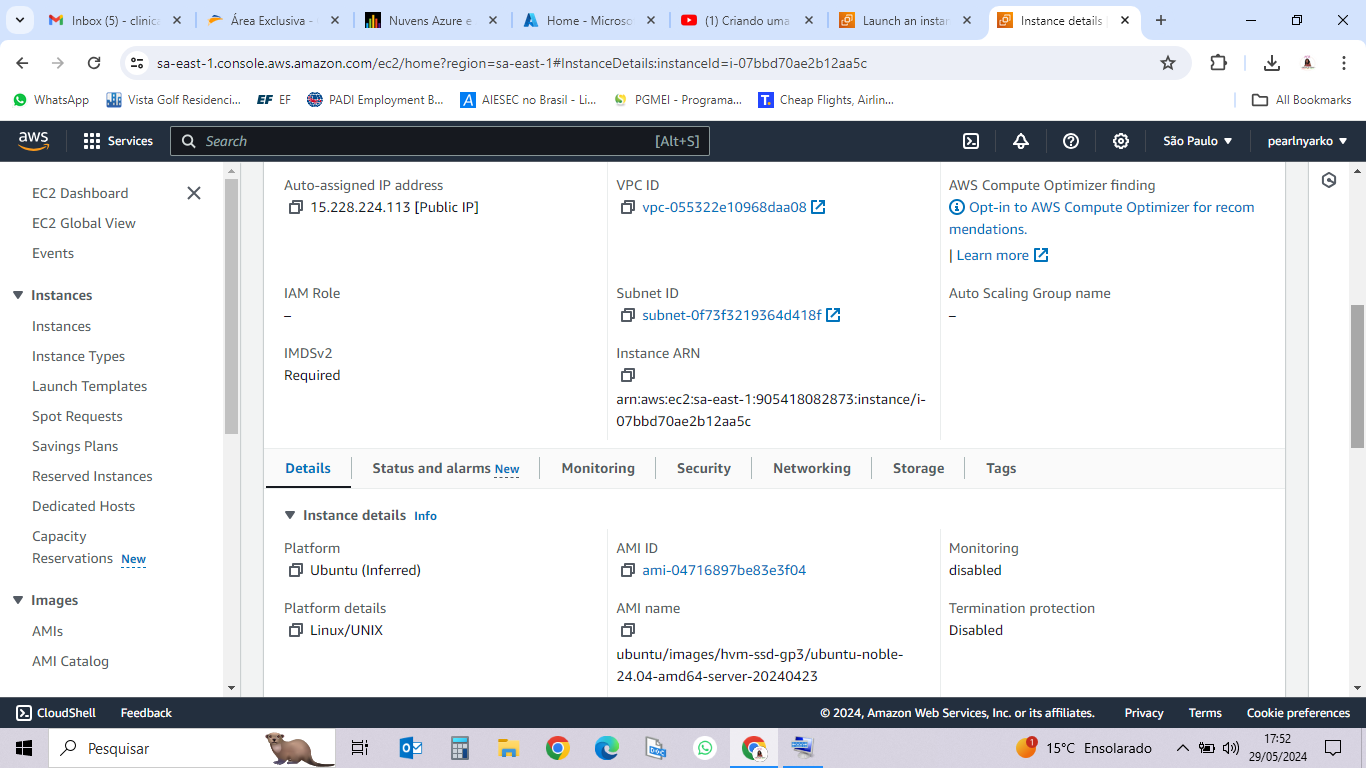 Inbox (5) - clinica
Área Exclusiva -
Nuvens Azure e
Home - Microso
(1) Criando uma
Launch an instan
Instance details |
sa-east-1.console.aws.amazon.com/ec2/home?region=sa-east-1#InstanceDetails:instanceId=i-07bbd70ae2b12aa5c
WhatsApp
Vista Golf Residenci...
EF EF
PADI Employment B...
AIESEC no Brasil - Li...
PGMEI - Programa...
Cheap Flights, Airlin...
All Bookmarks
aws
Services
Search
[Alt+S]
São Paulo
pearlnyarko
EC2 Dashboard
EC2 Global View
Events
Instances
Instances
Instance Types
Launch Templates
Spot Requests
Savings Plans
Reserved Instances
Dedicated Hosts
Capacity
Reservations New
Images
AMIs
AMI Catalog
Auto-assigned IP address
15.228.224.113 [Public IP]
VPC ID
vpc-055322e10968daa08
AWS Compute Optimizer finding
Opt-in to AWS Compute Optimizer for recom
mendations.
| Learn more
IAM Role
–
Subnet ID
subnet-0f73f3219364d418f
Auto Scaling Group name
–
IMDSv2
Required
Instance ARN
arn:aws:ec2:sa-east-1:905418082873:instance/i-
07bbd70ae2b12aa5c
Details
Status and alarms New
Monitoring
Security
Networking
Storage
Tags
Instance details Info
Platform
Ubuntu (Inferred)
AMI ID
ami-04716897be83e3f04
Monitoring
disabled
Platform details
Linux/UNIX
AMI name
ubuntu/images/hvm-ssd-gp3/ubuntu-noble-
24.04-amd64-server-20240423
Termination protection
Disabled
CloudShell
Feedback
© 2024, Amazon Web Services, Inc. or its affiliates.
Privacy
Terms
Cookie preferences
Pesquisar
1
15°C Ensolarado
17:52
29/05/2024